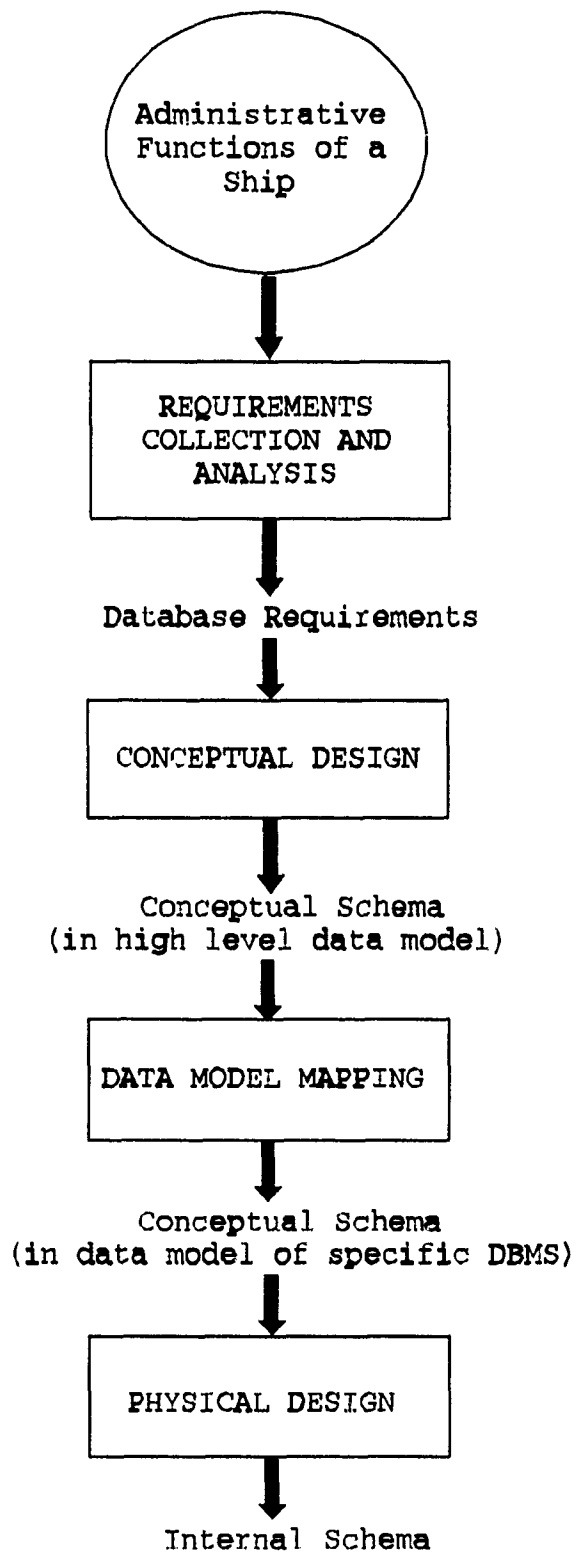 Administrative
Functions of a
Ship
REQUIREMENTS
COLLECTION AND
ANALYSIS
Database Requirements
CONCEPTUAL DESIGN
Conceptual Schema
(in high level data model)
DATA MODEL MAPPING
Conceptual Schema
(in data model of specific DBMS)
PHYSICAL DESIGN
Internal Schema